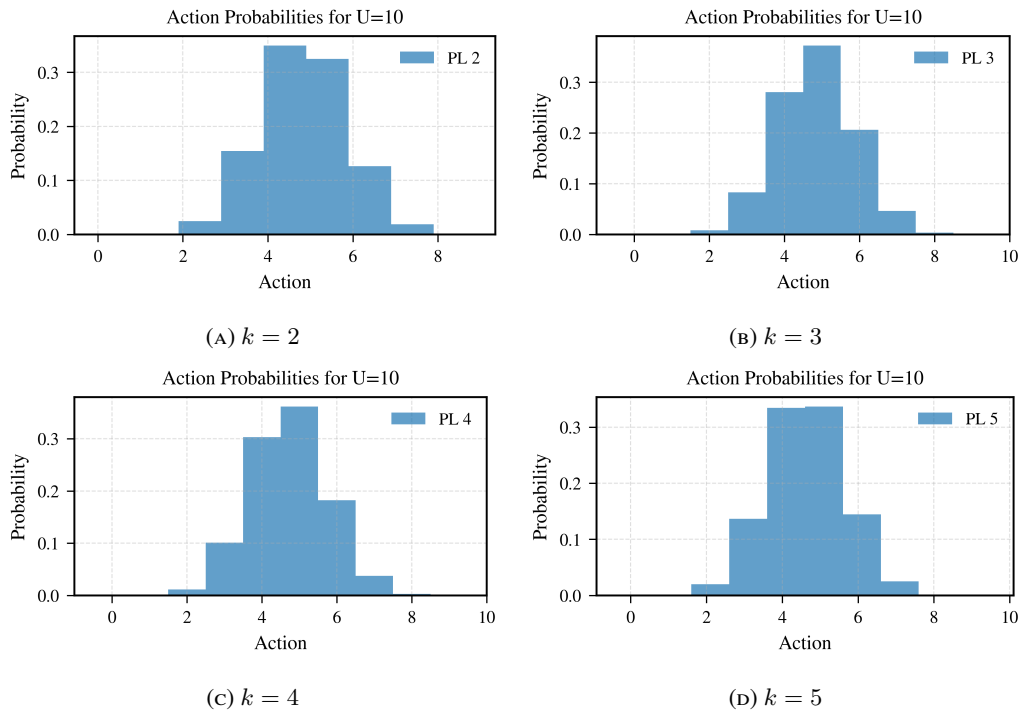 Action Probabilities for U=10
PL 2
Probability
0.3
0.2
0.1
0.0
0 2 4 6 8
Action
(A) k = 2
Action Probabilities for U=10
PL 3
Probability
0.3
0.2
0.1
0.0
0 2 4 6 8 10
Action
(B) k = 3
Action Probabilities for U=10
PL 4
Probability
0.3
0.2
0.1
0.0
0 2 4 6 8 10
Action
(C) k = 4
Action Probabilities for U=10
PL 5
Probability
0.3
0.2
0.1
0.0
0 2 4 6 8 10
Action
(D) k = 5